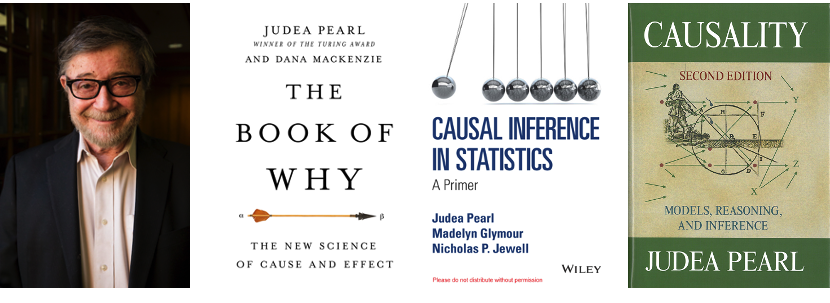 JUDEA PEARL
WINNER OF THE TURING AWARD
AND DANA MACKENZIE
THE
BOOK OF
WHY
α β
THE NEW SCIENCE
OF CAUSE AND EFFECT
CAUSAL INFERENCE
IN STATISTICS
A Primer
Judea Pearl
Madelyn Glymour
Nicholas P. Jewell
Please do not distribute without permission
WILEY
CAUSALITY
SECOND EDITION
Y
Z
X
MODELS, REASONING,
AND INFERENCE
JUDEA PEARL